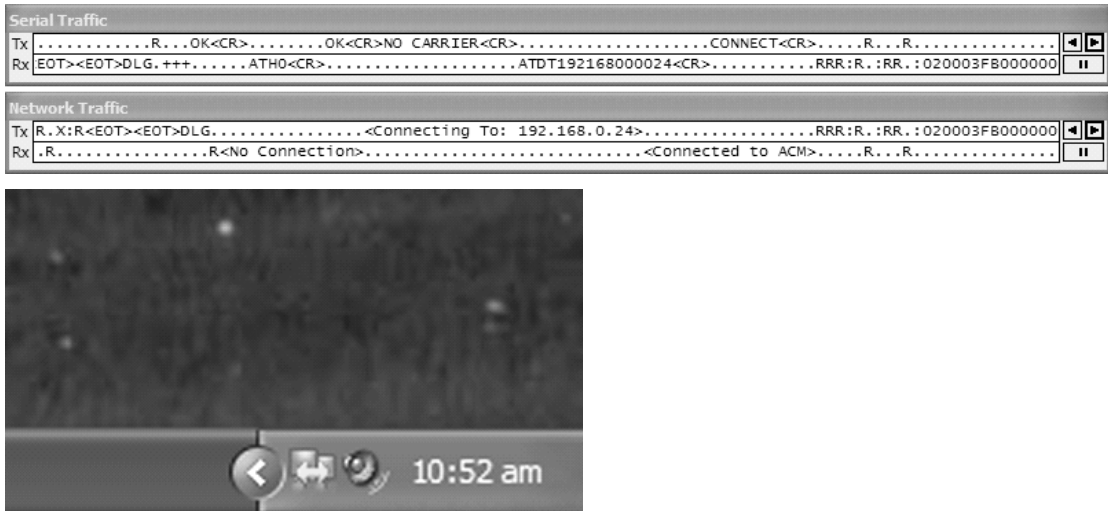 Serial Traffic
Tx ............R...OK<CR>........OK<CR>NO CARRIER<CR>....................CONNECT<CR>.....R...R...............
Rx EOT><EOT>DLG.+++......ATH0<CR>....................ATDT192168000024<CR>...........RRR:R.:RR.:020003FB000000
Network Traffic
Tx R.X:R<EOT><EOT>DLG................<Connecting To: 192.168.0.24>..................RRR:R.:RR.:020003FB000000
Rx .R................R<No Connection>.............................<Connected to ACM>.....R...R...............
10:52 am